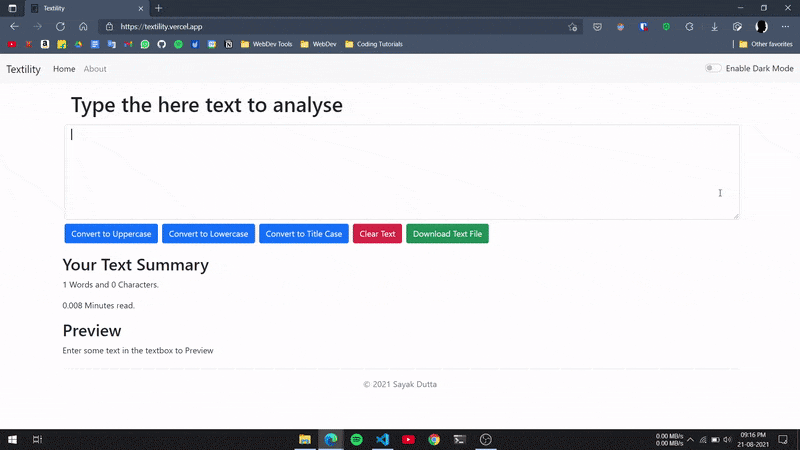 Textility
https://textility.vercel.app
WebDev Tools
WebDev
Coding Tutorials
Other favorites
Textility
Home
About
Enable Dark Mode
Type the here text to analyse
Convert to Uppercase
Convert to Lowercase
Convert to Title Case
Clear Text
Download Text File
Your Text Summary
1 Words and 0 Characters.
0.008 Minutes read.
Preview
Enter some text in the textbox to Preview
© 2021 Sayak Dutta
0.00 MB/s
0.00 MB/s
09:16 PM
21-08-2021